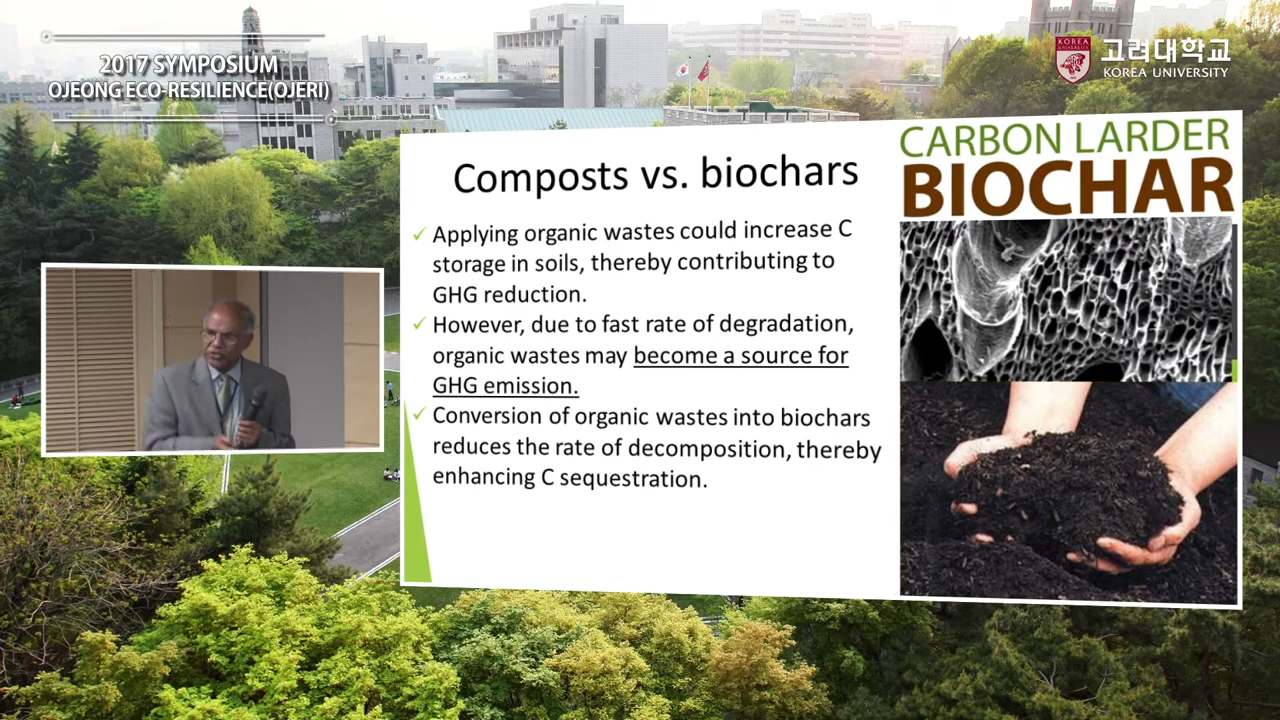 2017 SYMPOSIUM
OJEONG ECO-RESILIENCE(OJERI)
KOREA
고려대학교
KOREA UNIVERSITY
Composts vs. biochars
✓ Applying organic wastes could increase C
storage in soils, thereby contributing to
GHG reduction.
✓ However, due to fast rate of degradation,
organic wastes may become a source for
GHG emission.
✓ Conversion of organic wastes into biochars
reduces the rate of decomposition, thereby
enhancing C sequestration.
CARBON LARDER
BIOCHAR